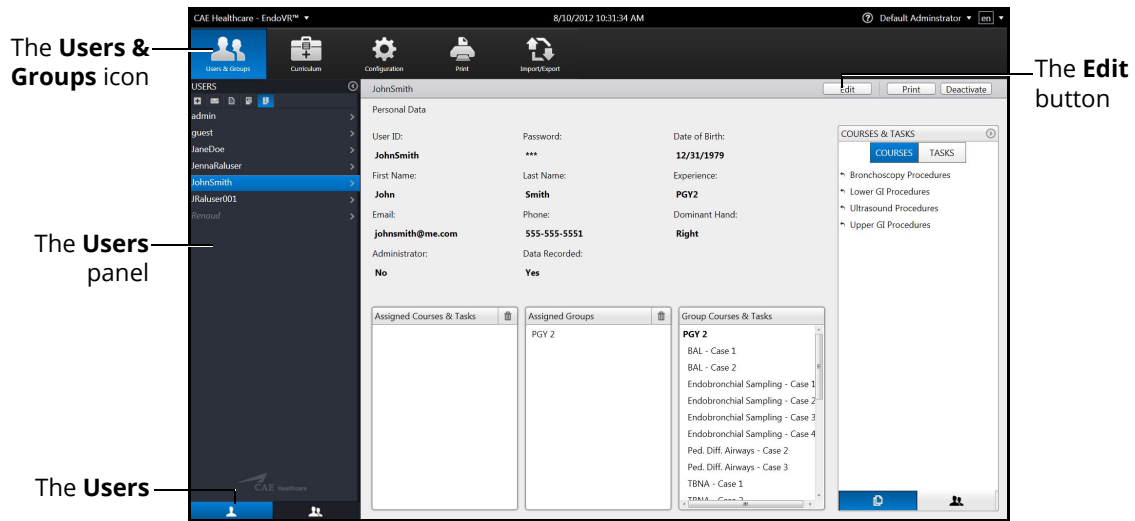 CAE Healthcare - EndoVR™
8/10/2012 10:31:34 AM
Default Adminstrator
en
The Users &
Groups icon
Users & Groups
Curriculum
Configuration
Print
Import/Export
The Edit
button
USERS
JohnSmith
Edit
Print
Deactivate
admin
guest
JaneDoe
JennaRaluser
JohnSmith
JRaluser001
Renaud
The Users
panel
Personal Data
User ID:
Password:
Date of Birth:
JohnSmith
***
12/31/1979
First Name:
Last Name:
Experience:
John
Smith
PGY2
Email:
Phone:
Dominant Hand:
johnsmith@me.com
555-555-5551
Right
Administrator:
Data Recorded:
No
Yes
COURSES & TASKS
COURSES
TASKS
Bronchoscopy Procedures
Lower GI Procedures
Ultrasound Procedures
Upper GI Procedures
Assigned Courses & Tasks
Assigned Groups
PGY 2
Group Courses & Tasks
PGY 2
BAL - Case 1
BAL - Case 2
Endobronchial Sampling - Case 1
Endobronchial Sampling - Case 2
Endobronchial Sampling - Case 3
Endobronchial Sampling - Case 4
Ped. Diff. Airways - Case 2
Ped. Diff. Airways - Case 3
TBNA - Case 1
TBNA - Case 2
CAE Healthcare
The Users